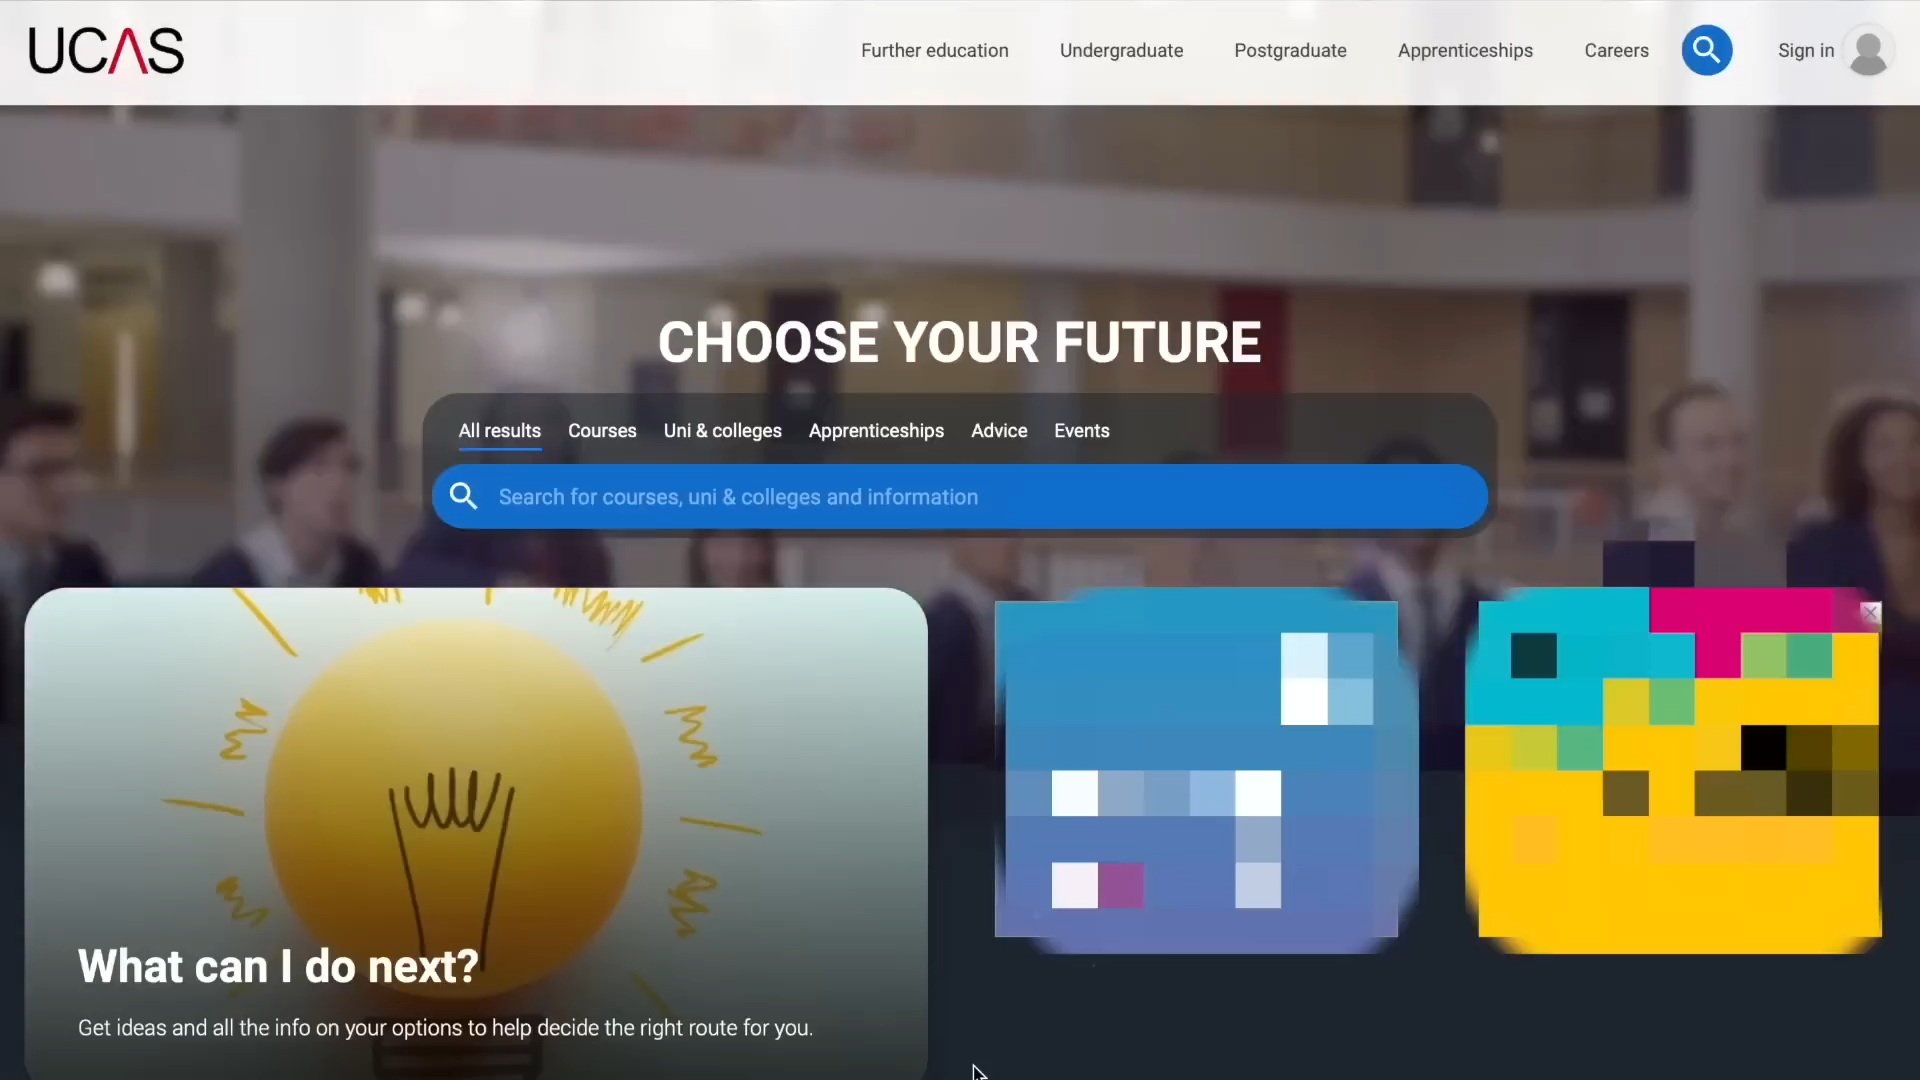 UCAS
Further education
Undergraduate
Postgraduate
Apprenticeships
Careers
Sign in
CHOOSE YOUR FUTURE
All results
Courses
Uni & colleges
Apprenticeships
Advice
Events
Search for courses, uni & colleges and information
What can I do next?
Get ideas and all the info on your options to help decide the right route for you.